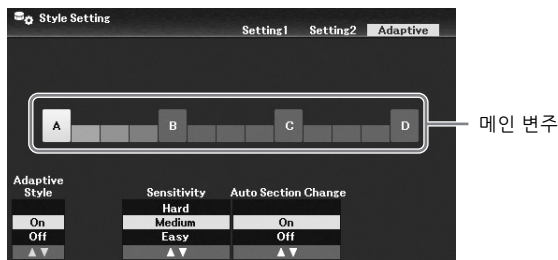 Style Setting
Setting1 Setting2 Adaptive
A B C D
메인 변주
Adaptive
Style
Sensitivity Auto Section Change
Hard
On Medium On
Off Easy Off